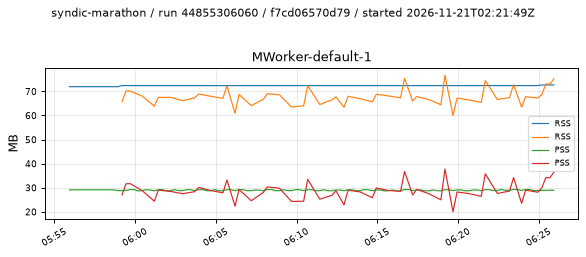 syndic-marathon / run 44855306060 / f7cd06570d79 / started 2026-11-21T02:21:49Z
MWorker-default-1
MB
70
60
50
40
30
20
RSS
RSS
PSS
PSS
05:55
06:00
06:05
06:10
06:15
06:20
06:25